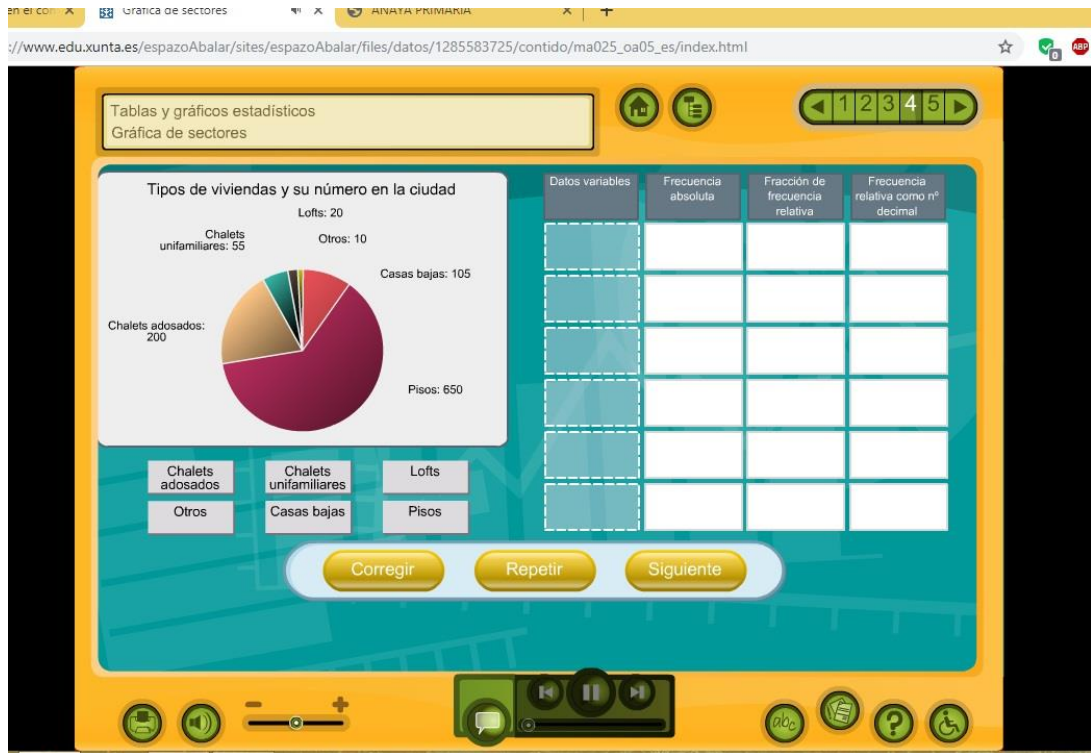 en el con
Gráfica de sectores
ANAYA PRIMARIA
://www.edu.xunta.es/espazoAbalar/sites/espazoAbalar/files/datos/1285583725/contido/ma025_oa05_es/index.html
0
ABP
Tablas y gráficos estadísticos
Gráfica de sectores
1 2 3 4 5
Tipos de viviendas y su número en la ciudad
Lofts: 20
Chalets
unifamiliares: 55
Otros: 10
Casas bajas: 105
Chalets adosados:
200
Pisos: 650
Datos variables
Frecuencia
absoluta
Fracción de
frecuencia
relativa
Frecuencia
relativa como nº
decimal
Chalets
adosados
Chalets
unifamiliares
Lofts
Otros
Casas bajas
Pisos
Corregir
Repetir
Siguiente
abc
?